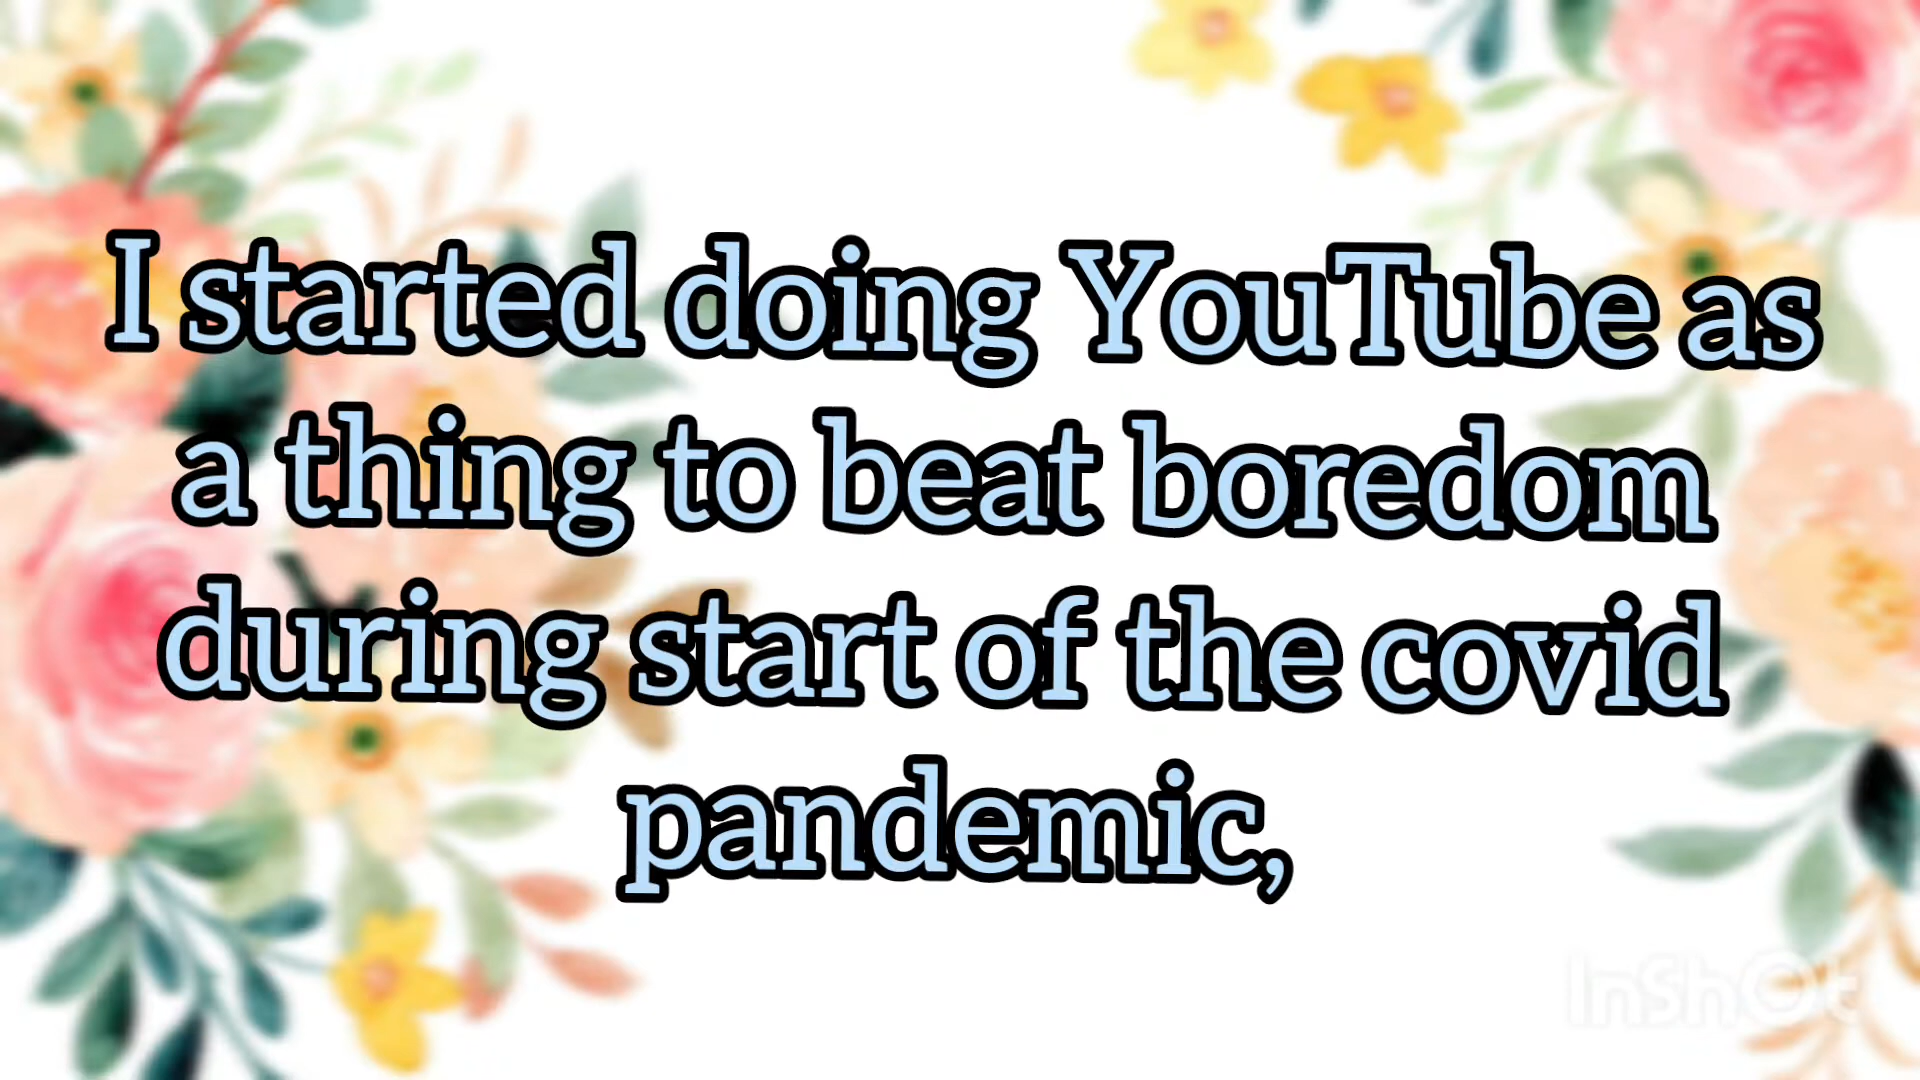 I started doing YouTube as
a thing to beat boredom
during start of the covid
pandemic,
InShOt